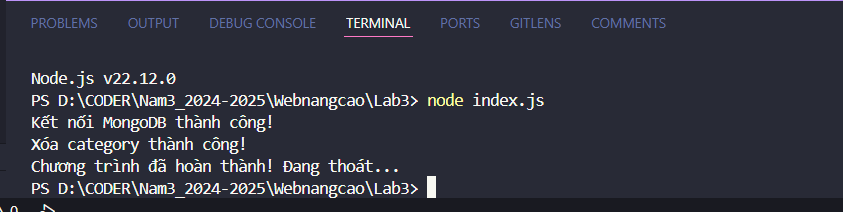 PROBLEMS OUTPUT DEBUG CONSOLE TERMINAL PORTS GITLENS COMMENTS
Node.js v22.12.0
PS D:\CODER\Nam3_2024-2025\Webnangcao\Lab3> node index.js
Kết nối MongoDB thành công!
Xóa category thành công!
Chương trình đã hoàn thành! Đang thoát...
PS D:\CODER\Nam3_2024-2025\Webnangcao\Lab3>